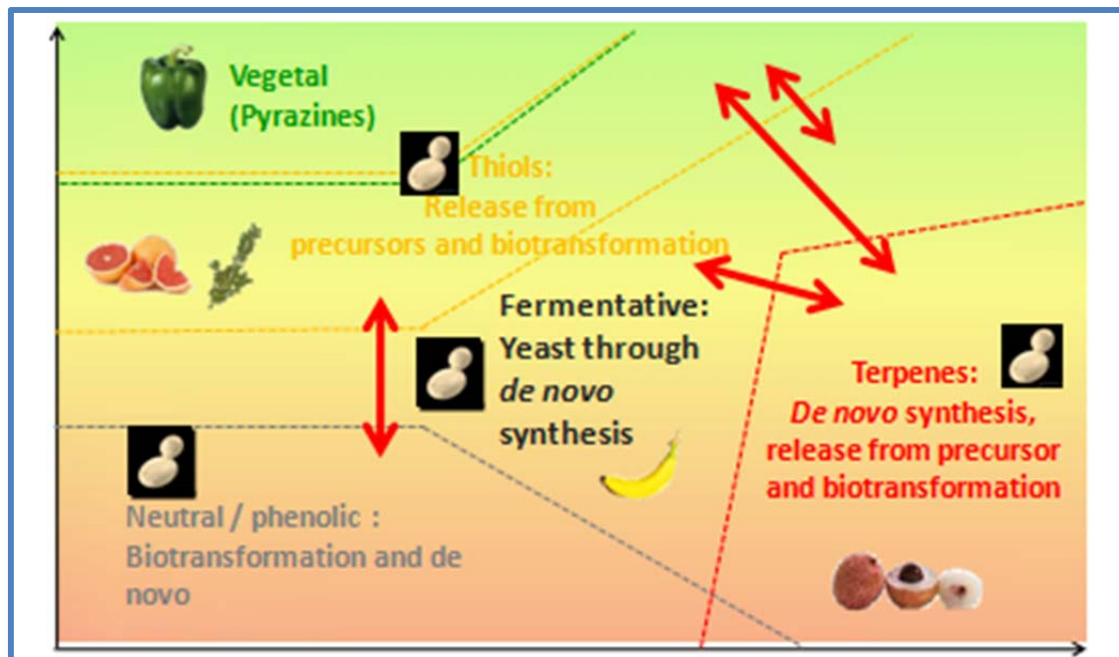 Vegetal
(Pyrazines)
Thiols:
Release from
precursors and biotransformation
Fermentative:
Yeast through
de novo
synthesis
Terpenes:
De novo synthesis,
release from precursor
and biotransformation
Neutral / phenolic :
Biotransformation and de
novo